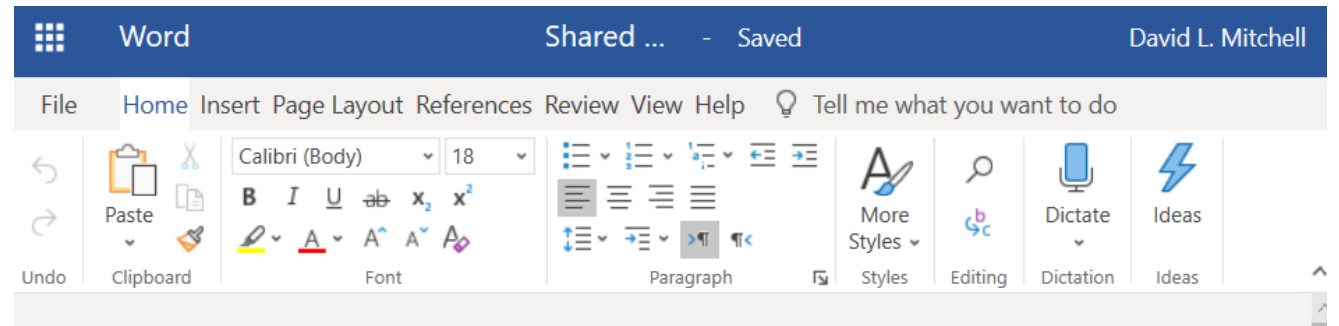 Word Shared ... - Saved David L. Mitchell
File Home Insert Page Layout References Review View Help Tell me what you want to do
Calibri (Body) 18
B I U ab x2 x2
Paste More Styles Dictate Ideas
A A A A
Undo Clipboard Font Paragraph Styles Editing Dictation Ideas